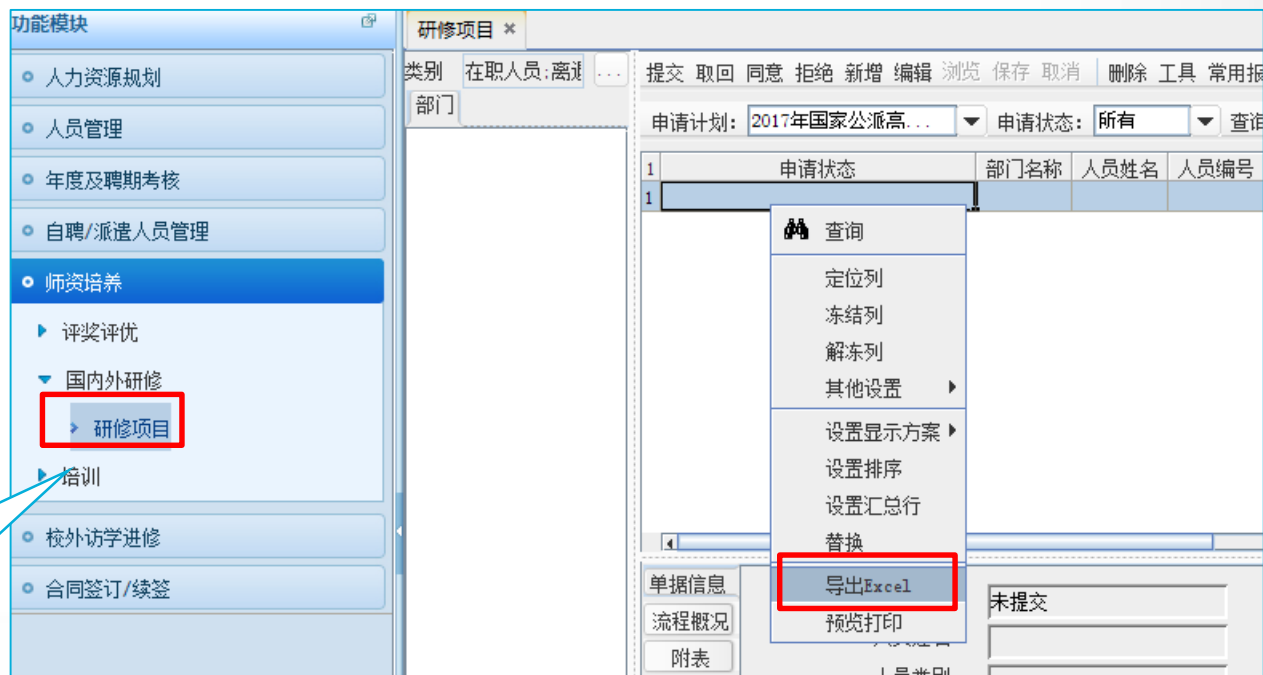 功能模块
人力资源规划
人员管理
年度及聘期考核
自聘/派遣人员管理
师资培养
评奖评优
国内外研修
研修项目
培训
校外访学进修
合同签订/续签
研修项目 ×
类别 在职人员;离退 ...
部门
提交 取回 同意 拒绝 新增 编辑 浏览 保存 取消 删除 工具 常用报
申请计划: 2017年国家公派高... 申请状态: 所有 查询
1 申请状态 部门名称 人员姓名 人员编号
1
查询
定位列
冻结列
解冻列
其他设置
设置显示方案
设置排序
设置汇总行
替换
导出Excel
预览打印
单据信息
流程概况
附表
未提交